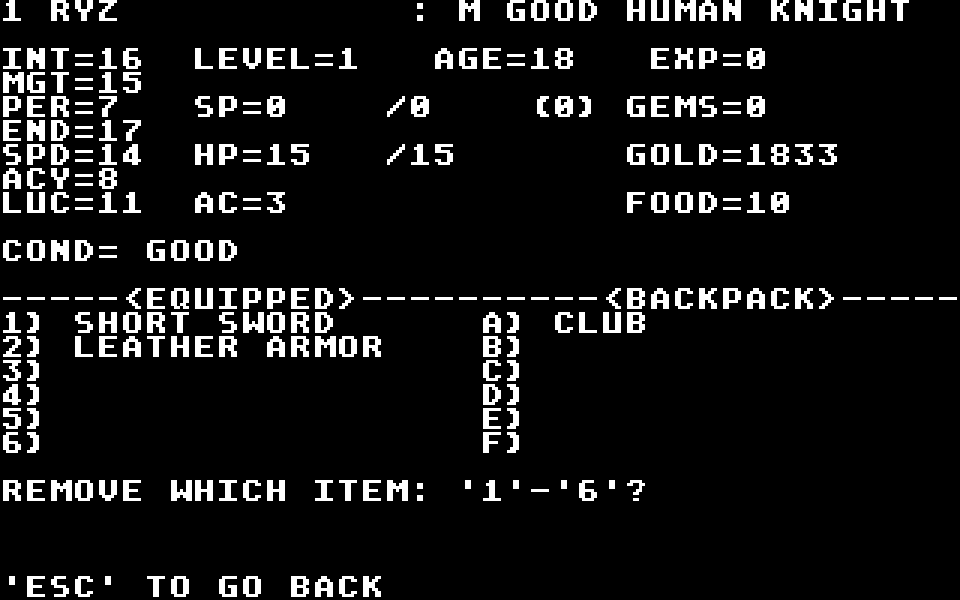 1 RYZ : M GOOD HUMAN KNIGHT
INT=16 LEVEL=1 AGE=18 EXP=0
MGT=15
PER=7 SP=0 /0 (0) GEMS=0
END=17
SPD=14 HP=15 /15 GOLD=1833
ACY=8
LUC=11 AC=3 FOOD=10
COND= GOOD
-----<EQUIPPED>----------<BACKPACK>-----
1) SHORT SWORD A) CLUB
2) LEATHER ARMOR B)
3) C)
4) D)
5) E)
6) F)
REMOVE WHICH ITEM: '1'-'6'?
'ESC' TO GO BACK